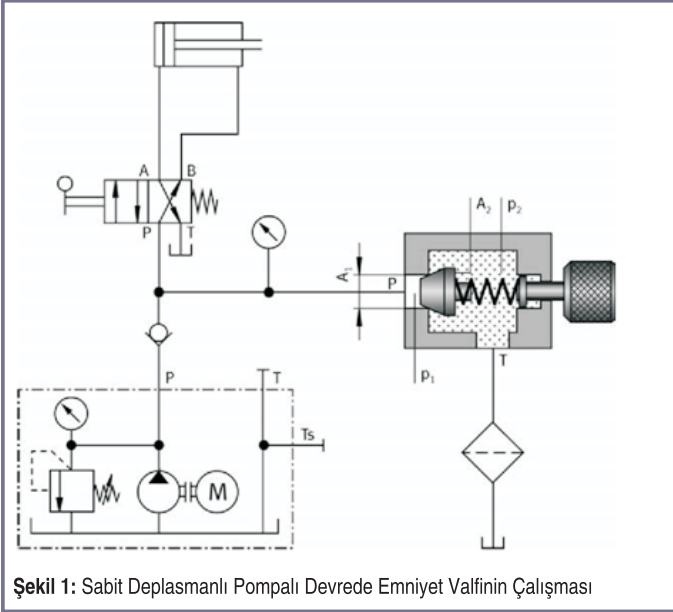 A B
P T
A₂ p₂
A₁
P
p₁
T
P
T
Ts
M
Şekil 1: Sabit Deplasmanlı Pompalı Devrede Emniyet Valfinin Çalışması